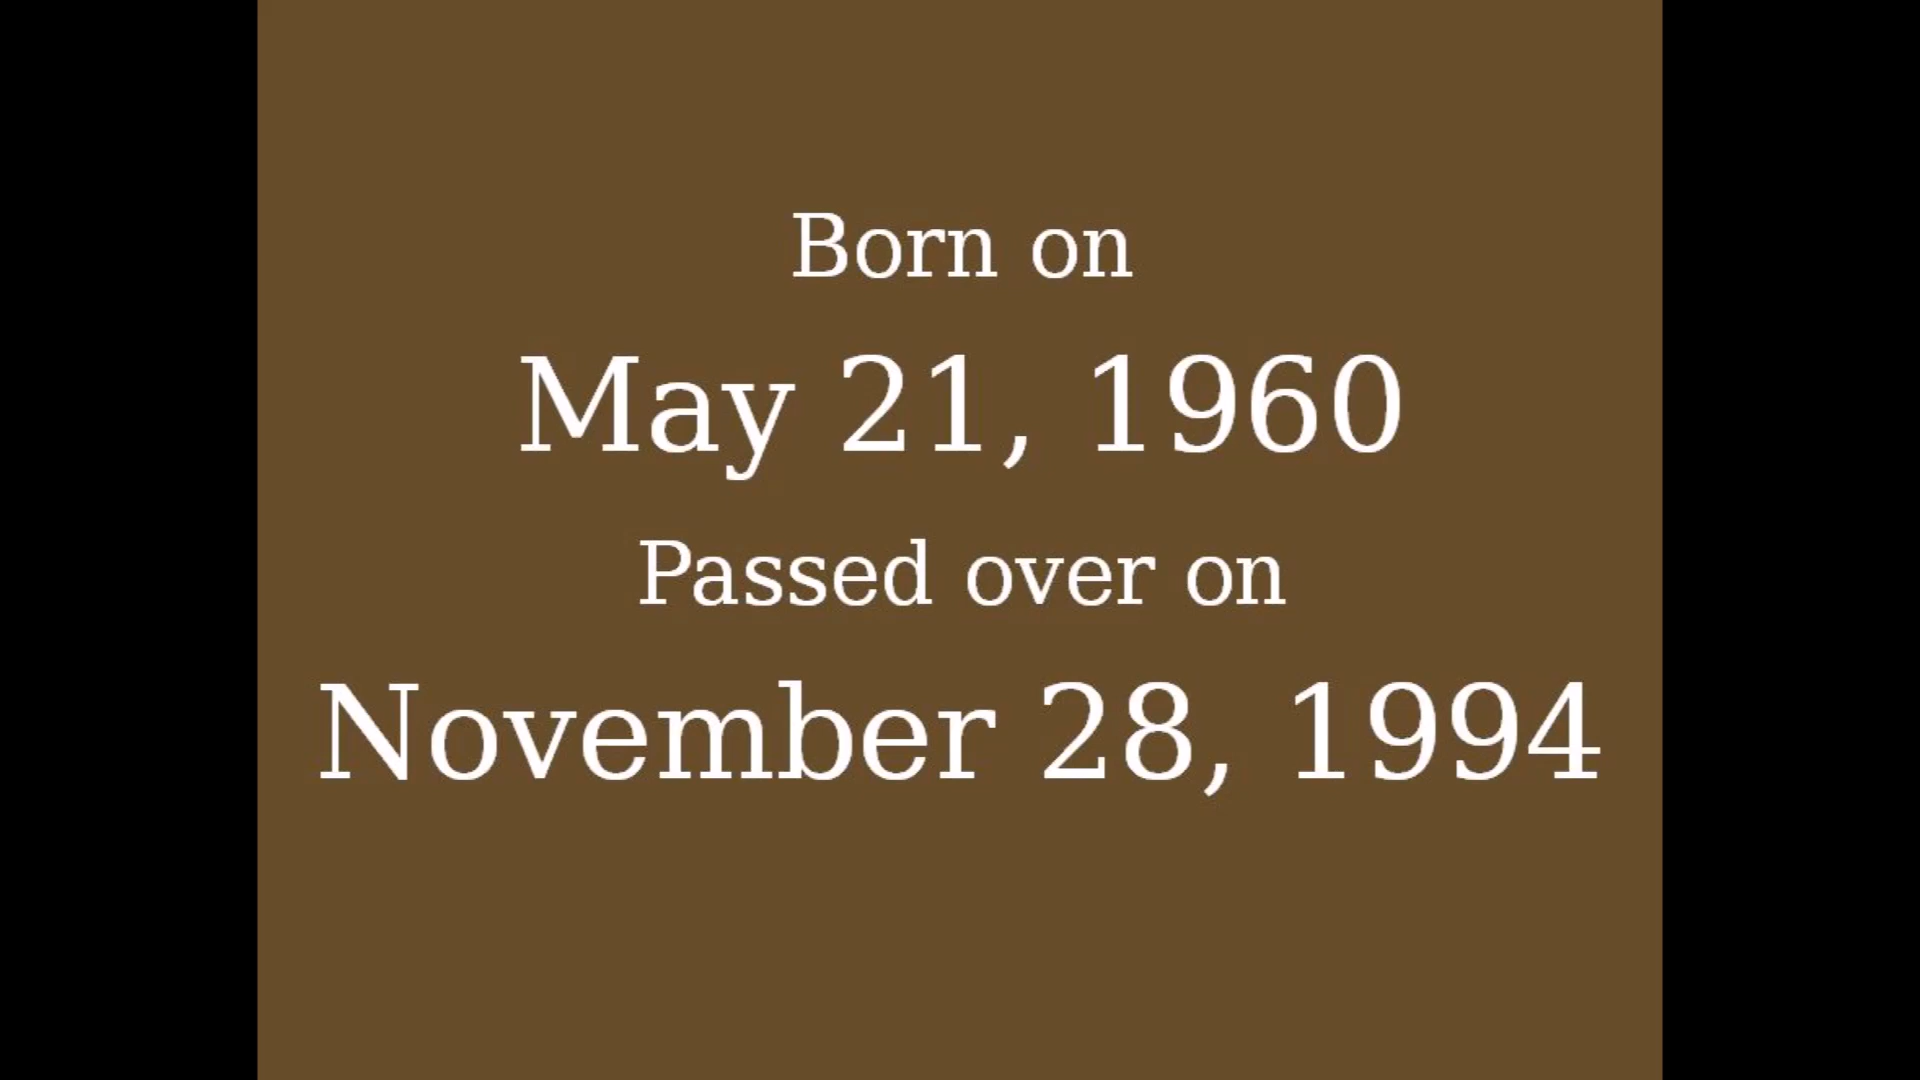 Born on
May 21, 1960
Passed over on
November 28, 1994